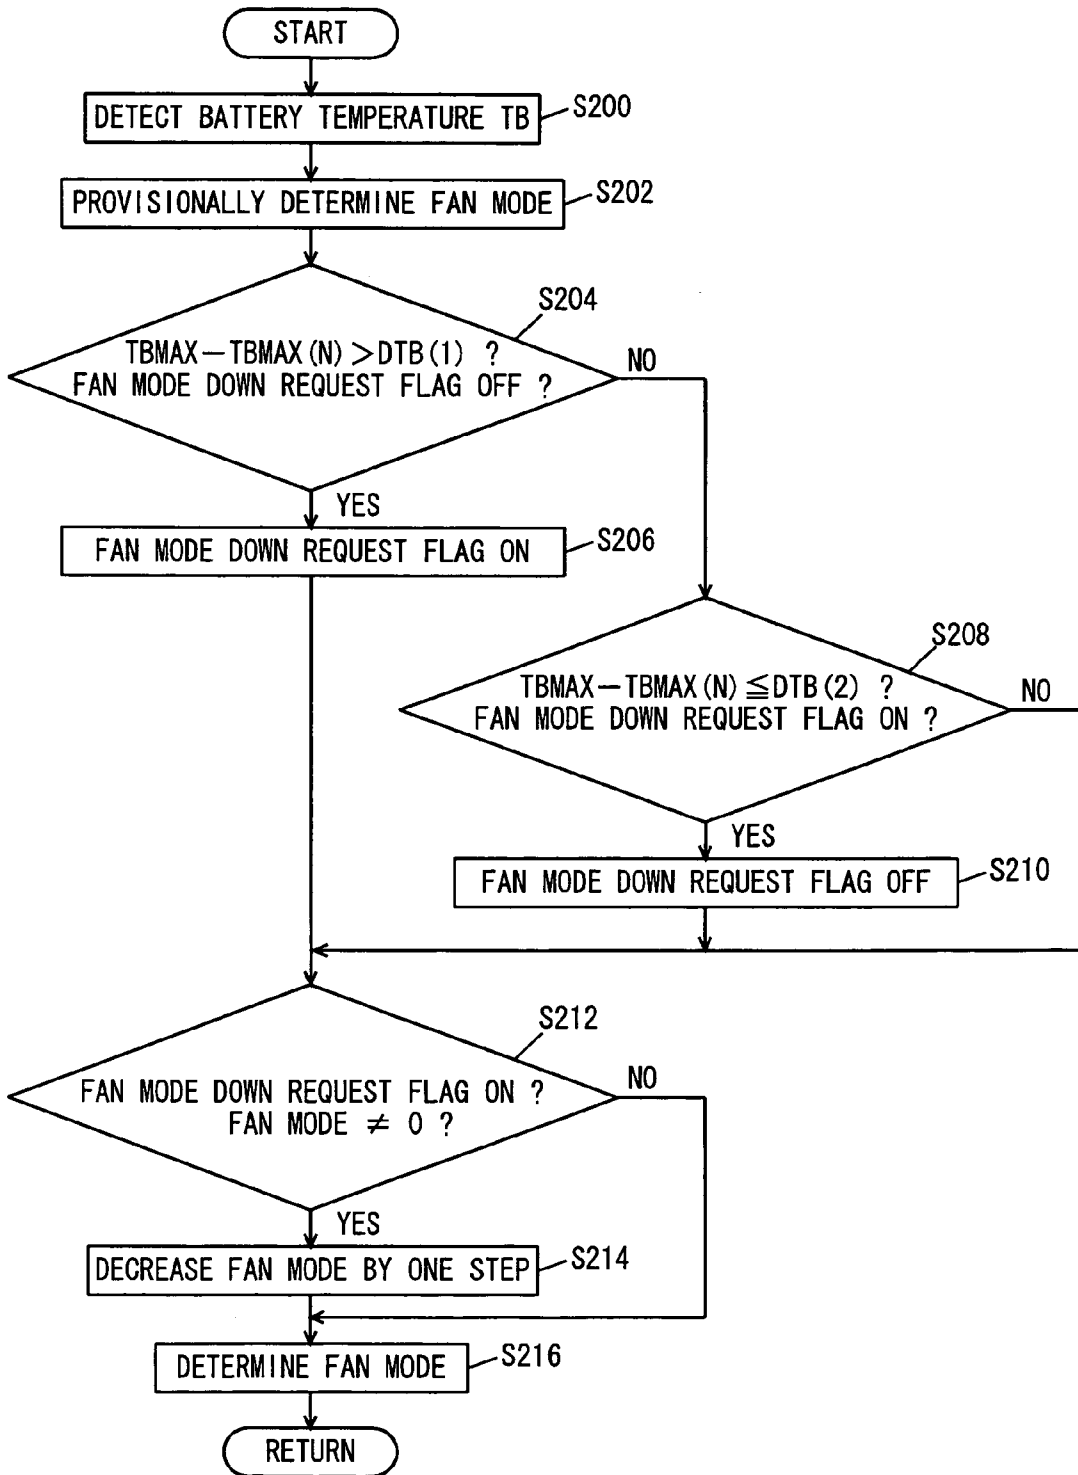 START
DETECT BATTERY TEMPERATURE TB
S200
PROVISIONALLY DETERMINE FAN MODE
S202
S204
TBMAX−TBMAX(N)>DTB(1) ?
FAN MODE DOWN REQUEST FLAG OFF ?
NO
YES
FAN MODE DOWN REQUEST FLAG ON
S206
S208
TBMAX−TBMAX(N)≦DTB(2) ?
FAN MODE DOWN REQUEST FLAG ON ?
NO
YES
FAN MODE DOWN REQUEST FLAG OFF
S210
S212
FAN MODE DOWN REQUEST FLAG ON ?
FAN MODE ≠ 0 ?
NO
YES
DECREASE FAN MODE BY ONE STEP
S214
DETERMINE FAN MODE
S216
RETURN